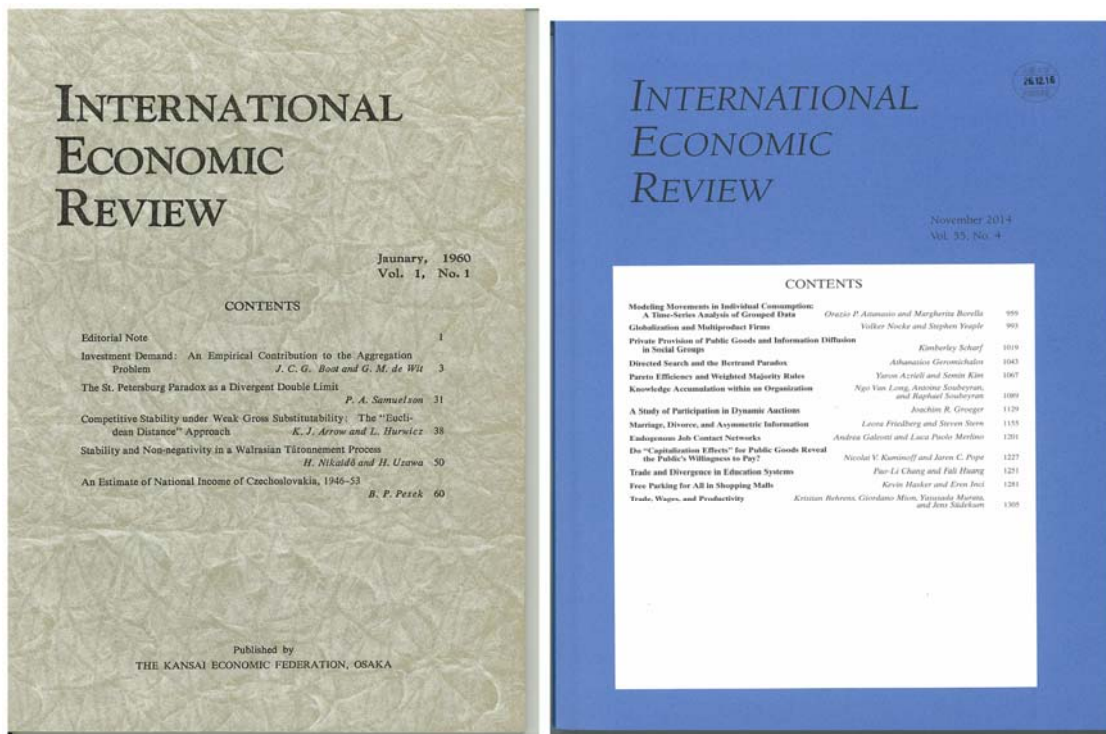 INTERNATIONAL
ECONOMIC
REVIEW
Jaunary, 1960
Vol. 1, No. 1
CONTENTS
Editorial Note 1
Investment Demand: An Empirical Contribution to the Aggregation
Problem J. C. G. Boot and G. M. de Wit 3
The St. Petersburg Paradox as a Divergent Double Limit
P. A. Samuelson 31
Competitive Stability under Weak Gross Substitutability: The "Eucli-
dean Distance" Approach K. J. Arrow and L. Hurwicz 38
Stability and Non-negativity in a Walrasian Tâtonnement Process
H. Nikaidô and H. Uzawa 50
An Estimate of National Income of Czechoslovakia, 1946-53
B. P. Pesek 60
Published by
THE KANSAI ECONOMIC FEDERATION, OSAKA
26.12.16
INTERNATIONAL
ECONOMIC
REVIEW
November 2014
Vol. 55, No. 4
CONTENTS
Modeling Movements in Individual Consumption:
A Time-Series Analysis of Grouped Data Orazio P. Attanasio and Margherita Borella 959
Globalization and Multiproduct Firms Volker Nocke and Stephen Yeaple 993
Private Provision of Public Goods and Information Diffusion
in Social Groups Kimberley Scharf 1019
Directed Search and the Bertrand Paradox Athanasios Geromichalos 1043
Pareto Efficiency and Weighted Majority Rules Yaron Azrieli and Semin Kim 1067
Knowledge Accumulation within an Organization Ngo Van Long, Antoine Soubeyran,
and Raphael Soubeyran 1089
A Study of Participation in Dynamic Auctions Joachim R. Groeger 1129
Marriage, Divorce, and Asymmetric Information Leora Friedberg and Steven Stern 1155
Endogenous Job Contact Networks Andrea Galeotti and Luca Paolo Merlino 1201
Do "Capitalization Effects" for Public Goods Reveal
the Public's Willingness to Pay? Nicolai V. Kuminoff and Jaren C. Pope 1227
Trade and Divergence in Education Systems Pao-Li Chang and Fali Huang 1251
Free Parking for All in Shopping Malls Kevin Hasker and Eren Inci 1281
Trade, Wages, and Productivity Kristian Behrens, Giordano Mion, Yasusada Murata,
and Jens Südekum 1305